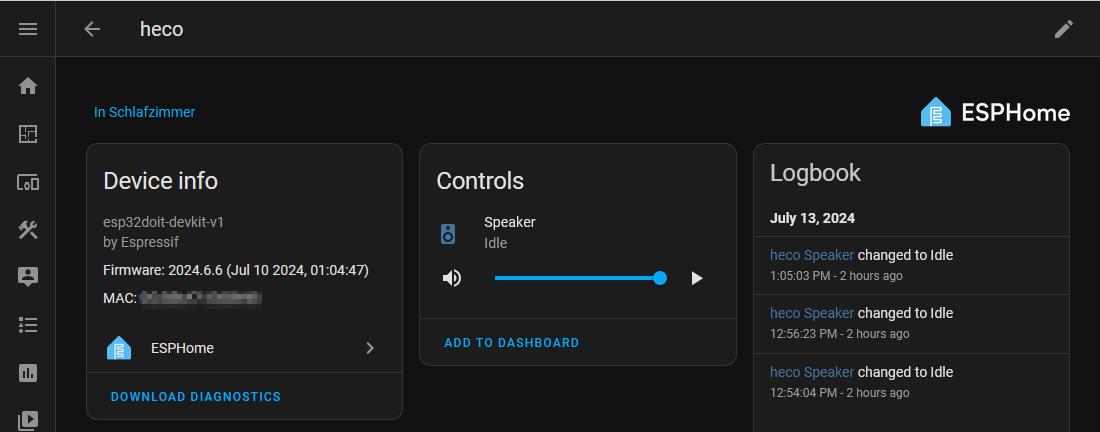 heco
In Schlafzimmer
ESPHome
Device info
esp32doit-devkit-v1
by Espressif
Firmware: 2024.6.6 (Jul 10 2024, 01:04:47)
MAC:
ESPHome
DOWNLOAD DIAGNOSTICS
Controls
Speaker
Idle
ADD TO DASHBOARD
Logbook
July 13, 2024
heco Speaker changed to Idle
1:05:03 PM - 2 hours ago
heco Speaker changed to Idle
12:56:23 PM - 2 hours ago
heco Speaker changed to Idle
12:54:04 PM - 2 hours ago